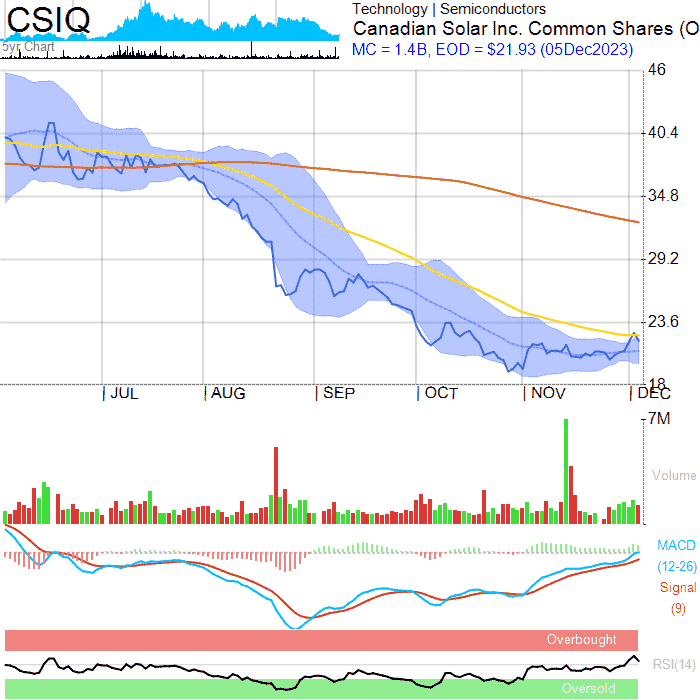 CSIQ
5yr Chart
Technology | Semiconductors
Canadian Solar Inc. Common Shares (O
MC = 1.4B, EOD = $21.93 (05Dec2023)
46
40.4
34.8
29.2
23.6
18
JUL
AUG
SEP
OCT
NOV
DEC
7M
Volume
MACD
(12-26)
Signal
(9)
Overbought
RSI(14)
Oversold